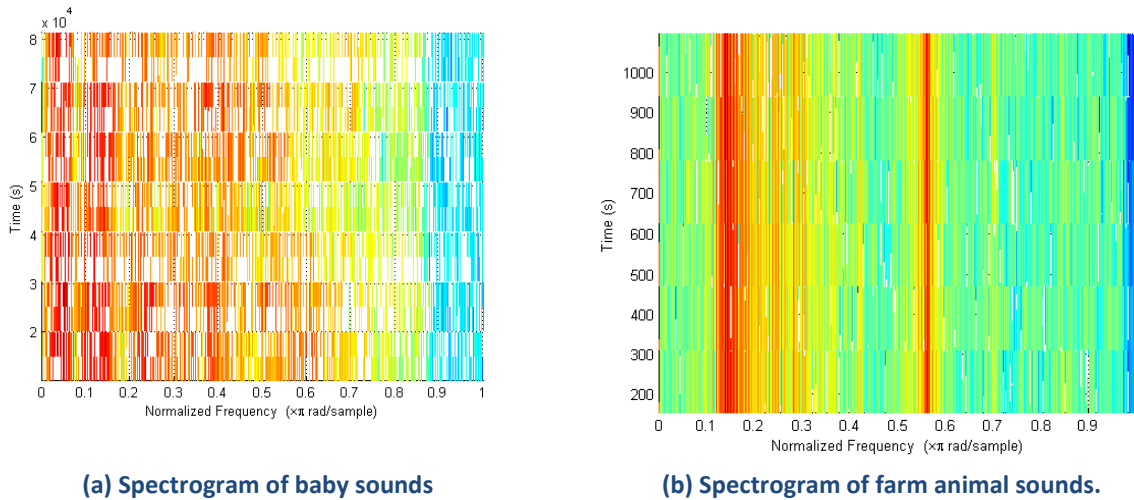 x 10^4
8
7
6
5
4
3
2
Time (s)
0 0.1 0.2 0.3 0.4 0.5 0.6 0.7 0.8 0.9 1
Normalized Frequency (×π rad/sample)
(a) Spectrogram of baby sounds
1000
900
800
700
600
500
400
300
200
Time (s)
0 0.1 0.2 0.3 0.4 0.5 0.6 0.7 0.8 0.9
Normalized Frequency (×π rad/sample)
(b) Spectrogram of farm animal sounds.